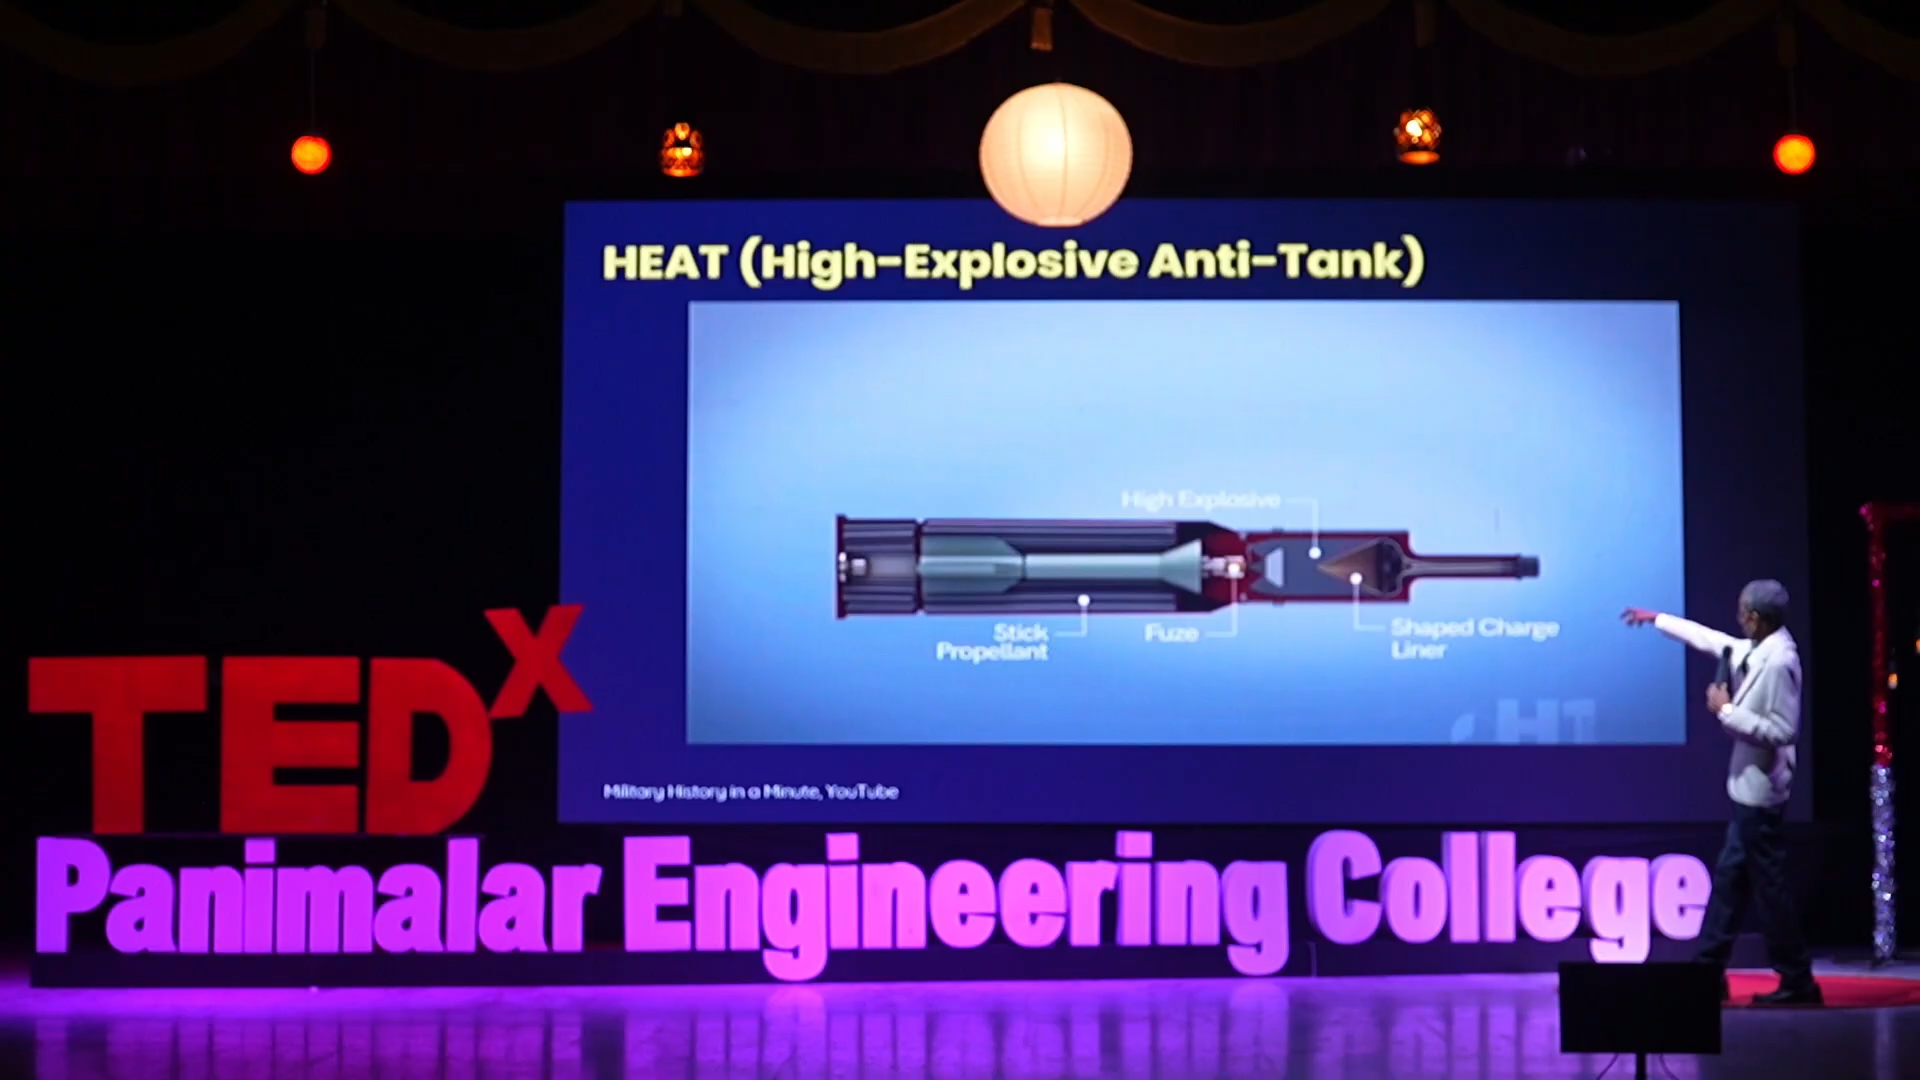 HEAT (High-Explosive Anti-Tank)
High Explosive
Stick
Propellant
Fuze
Shaped Charge
Liner
HT
Military History in a Minute, YouTube
TEDx
Panimalar Engineering College